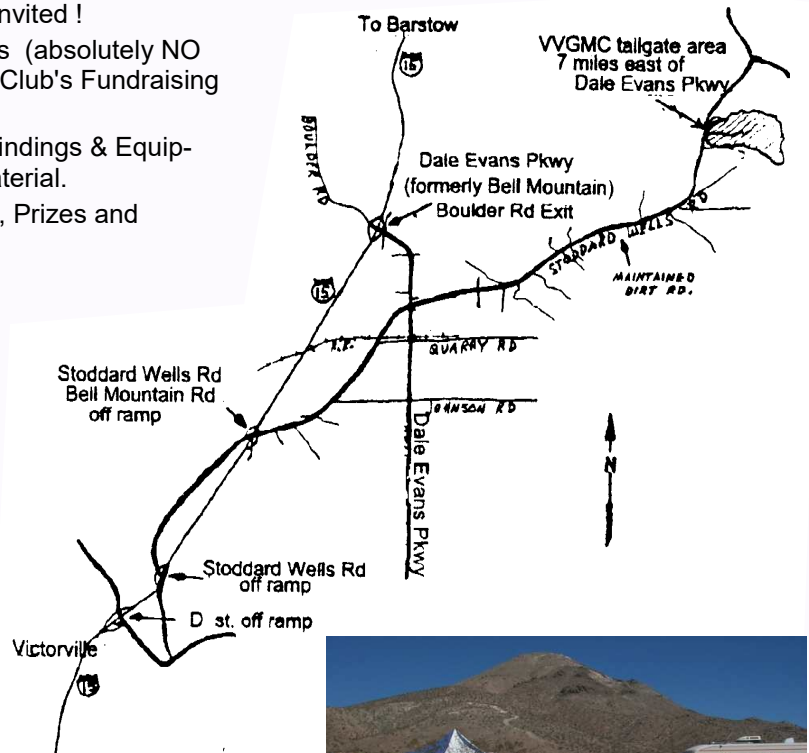 nvited !
s (absolutely NO
Club's Fundraising
indings & Equip-
aterial.
, Prizes and
To Barstow
15
VVGMC tailgate area
7 miles east of
Dale Evans Pkwy
BOULDER RD
Dale Evans Pkwy
(formerly Bell Mountain)
Boulder Rd Exit
STODDARD WELLS RD
MAINTAINED
DIRT RD.
15
R.R.
QUARRY RD
Stoddard Wells Rd
Bell Mountain Rd
off ramp
JOHNSON RD
Dale Evans Pkwy
N
Stoddard Wells Rd
off ramp
D st. off ramp
Victorville
15